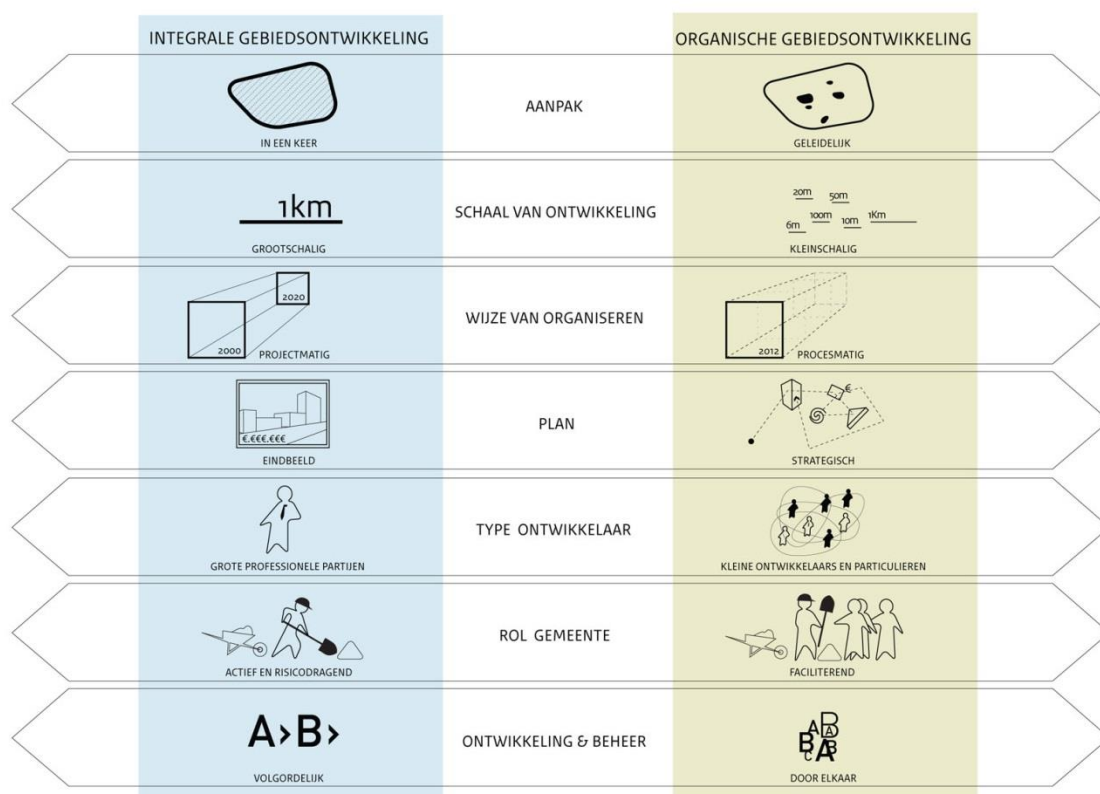 INTEGRALE GEBIEDSONTWIKKELING
ORGANISCHE GEBIEDSONTWIKKELING
AANPAK
IN EEN KEER
GELEIDELIJK
1km
SCHAAL VAN ONTWIKKELING
20m
50m
6m
100m
10m
1Km
GROOTSCHALIG
KLEINSCHALIG
2020
2000
WIJZE VAN ORGANISEREN
2012
PROJECTMATIG
PROCESMATIG
€.€€€.€€€
PLAN
€
EINDBEELD
STRATEGISCH
TYPE ONTWIKKELAAR
GROTE PROFESSIONELE PARTIJEN
KLEINE ONTWIKKELAARS EN PARTICULIEREN
ROL GEMEENTE
ACTIEF EN RISICODRAGEND
FACILITEREND
A›B›
ONTWIKKELING & BEHEER
B
A
A
B
A
B
C
VOLGORDELIJK
DOOR ELKAAR